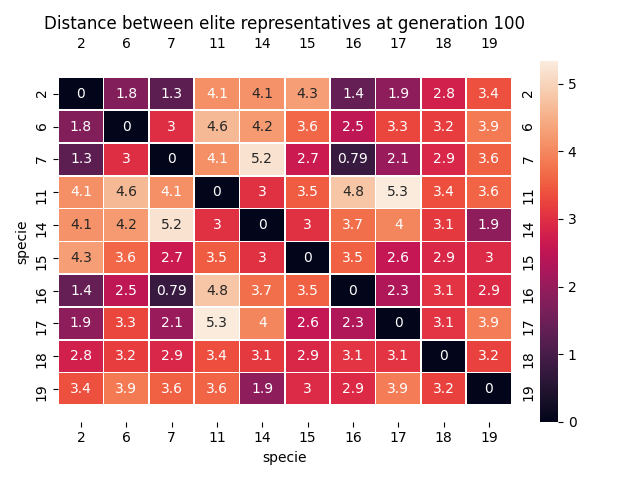 Distance between elite representatives at generation 100
2 6 7 11 14 15 16 17 18 19
2 0 1.8 1.3 4.1 4.1 4.3 1.4 1.9 2.8 3.4 2
6 1.8 0 3 4.6 4.2 3.6 2.5 3.3 3.2 3.9 6
7 1.3 3 0 4.1 5.2 2.7 0.79 2.1 2.9 3.6 7
11 4.1 4.6 4.1 0 3 3.5 4.8 5.3 3.4 3.6 11
14 4.1 4.2 5.2 3 0 3 3.7 4 3.1 1.9 14
15 4.3 3.6 2.7 3.5 3 0 3.5 2.6 2.9 3 15
16 1.4 2.5 0.79 4.8 3.7 3.5 0 2.3 3.1 2.9 16
17 1.9 3.3 2.1 5.3 4 2.6 2.3 0 3.1 3.9 17
18 2.8 3.2 2.9 3.4 3.1 2.9 3.1 3.1 0 3.2 18
19 3.4 3.9 3.6 3.6 1.9 3 2.9 3.9 3.2 0 19
2 6 7 11 14 15 16 17 18 19
specie
specie
5
4
3
2
1
0